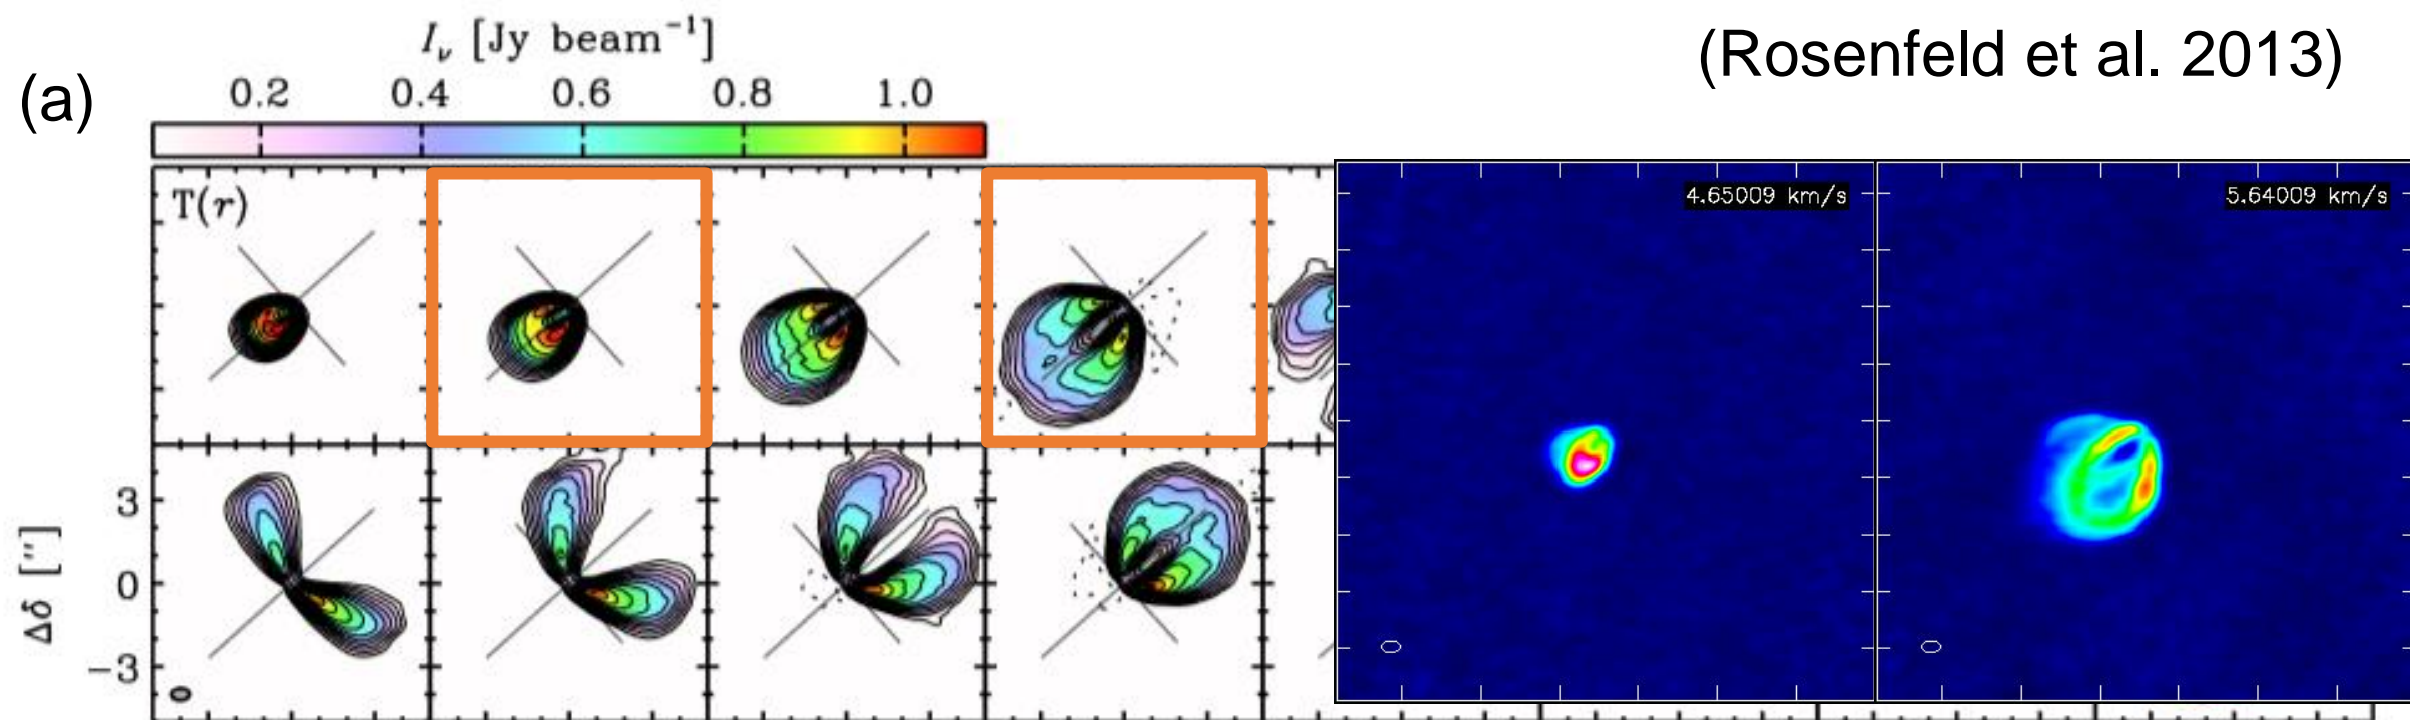 I_ν [Jy beam⁻¹]
(Rosenfeld et al. 2013)
(a)
0.2 0.4 0.6 0.8 1.0
T(r)
4.65009 km/s
5.64009 km/s
Δδ ["]
3
0
−3